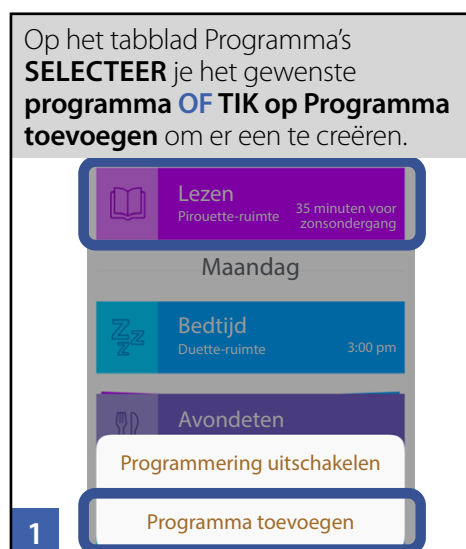 Op het tabblad Programma's
SELECTEER je het gewenste
programma OF TIK op Programma
toevoegen om er een te creëren.
Lezen
Pirouette-ruimte
35 minuten voor
zonsondergang
Maandag
Bedtijd
Duette-ruimte
3:00 pm
Avondeten
Programmering uitschakelen
Programma toevoegen
1